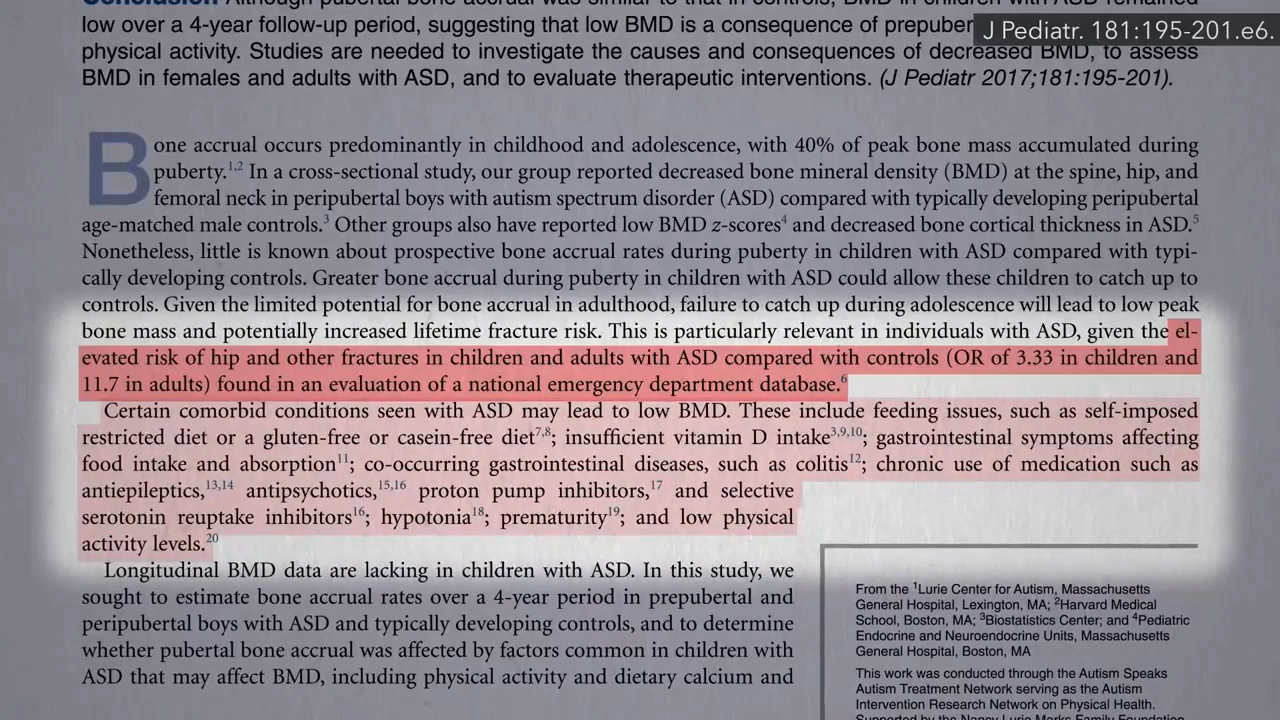 Conclusion Although pubertal bone accrual was similar to that in controls, BMD in children with ASD remained
low over a 4-year follow-up period, suggesting that low BMD is a consequence of prepuber
J Pediatr. 181:195-201.e6.
physical activity. Studies are needed to investigate the causes and consequences of decreased BMD, to assess
BMD in females and adults with ASD, and to evaluate therapeutic interventions. (J Pediatr 2017;181:195-201).
Bone accrual occurs predominantly in childhood and adolescence, with 40% of peak bone mass accumulated during
puberty.1,2 In a cross-sectional study, our group reported decreased bone mineral density (BMD) at the spine, hip, and
femoral neck in peripubertal boys with autism spectrum disorder (ASD) compared with typically developing peripubertal
age-matched male controls.3 Other groups also have reported low BMD z-scores4 and decreased bone cortical thickness in ASD.5
Nonetheless, little is known about prospective bone accrual rates during puberty in children with ASD compared with typi-
cally developing controls. Greater bone accrual during puberty in children with ASD could allow these children to catch up to
controls. Given the limited potential for bone accrual in adulthood, failure to catch up during adolescence will lead to low peak
bone mass and potentially increased lifetime fracture risk. This is particularly relevant in individuals with ASD, given the el-
evated risk of hip and other fractures in children and adults with ASD compared with controls (OR of 3.33 in children and
11.7 in adults) found in an evaluation of a national emergency department database.6
Certain comorbid conditions seen with ASD may lead to low BMD. These include feeding issues, such as self-imposed
restricted diet or a gluten-free or casein-free diet7,8; insufficient vitamin D intake3,9,10; gastrointestinal symptoms affecting
food intake and absorption11; co-occurring gastrointestinal diseases, such as colitis12; chronic use of medication such as
antiepileptics,13,14 antipsychotics,15,16 proton pump inhibitors,17 and selective
serotonin reuptake inhibitors16; hypotonia18; prematurity19; and low physical
activity levels.20
Longitudinal BMD data are lacking in children with ASD. In this study, we
sought to estimate bone accrual rates over a 4-year period in prepubertal and
peripubertal boys with ASD and typically developing controls, and to determine
whether pubertal bone accrual was affected by factors common in children with
ASD that may affect BMD, including physical activity and dietary calcium and
From the 1Lurie Center for Autism, Massachusetts
General Hospital, Lexington, MA; 2Harvard Medical
School, Boston, MA; 3Biostatistics Center; and 4Pediatric
Endocrine and Neuroendocrine Units, Massachusetts
General Hospital, Boston, MA
This work was conducted through the Autism Speaks
Autism Treatment Network serving as the Autism
Intervention Research Network on Physical Health.
Supported by the Nancy Lurie Marks Family Foundation